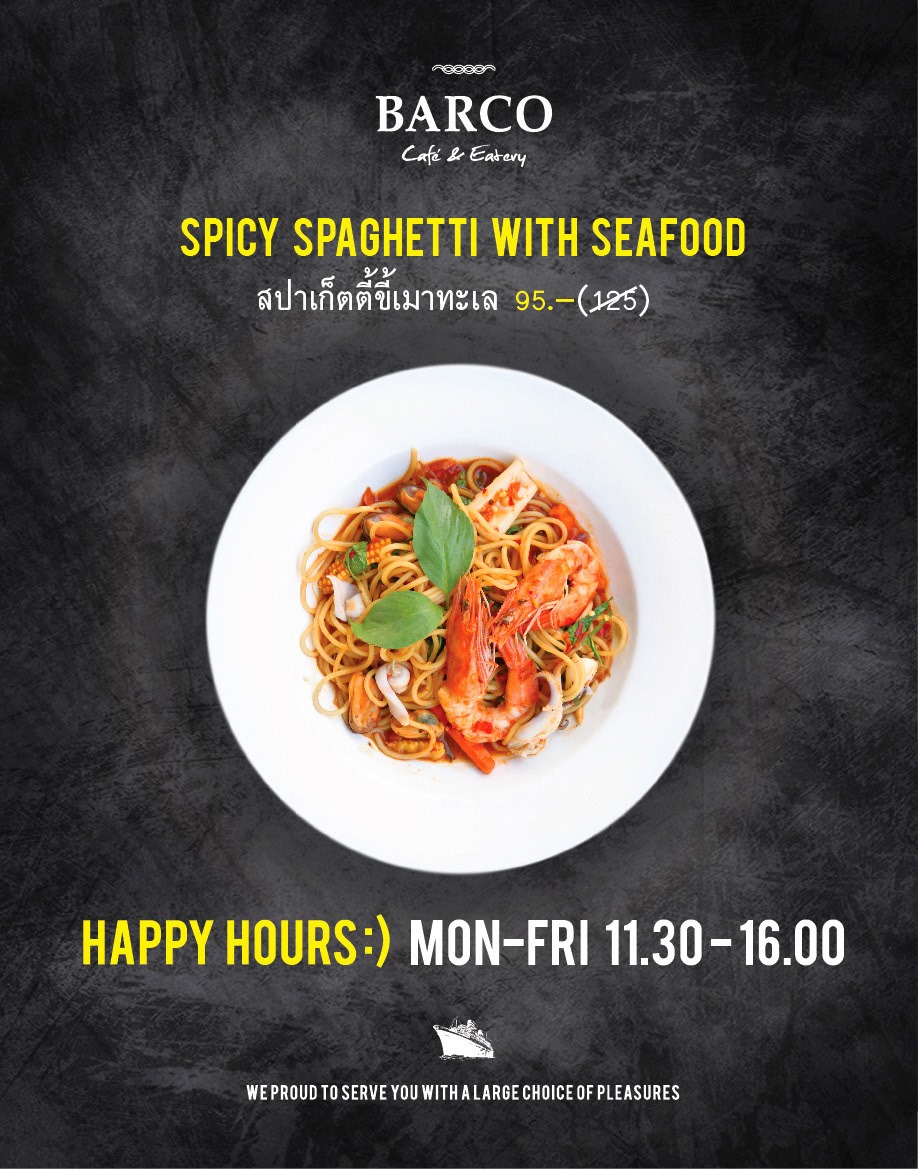 BARCO
Café & Eatery
SPICY SPAGHETTI WITH SEAFOOD
สปาเก็ตตี้ขี้เมาทะเล 95.-(125)
HAPPY HOURS:) MON-FRI 11.30 - 16.00
WE PROUD TO SERVE YOU WITH A LARGE CHOICE OF PLEASURES